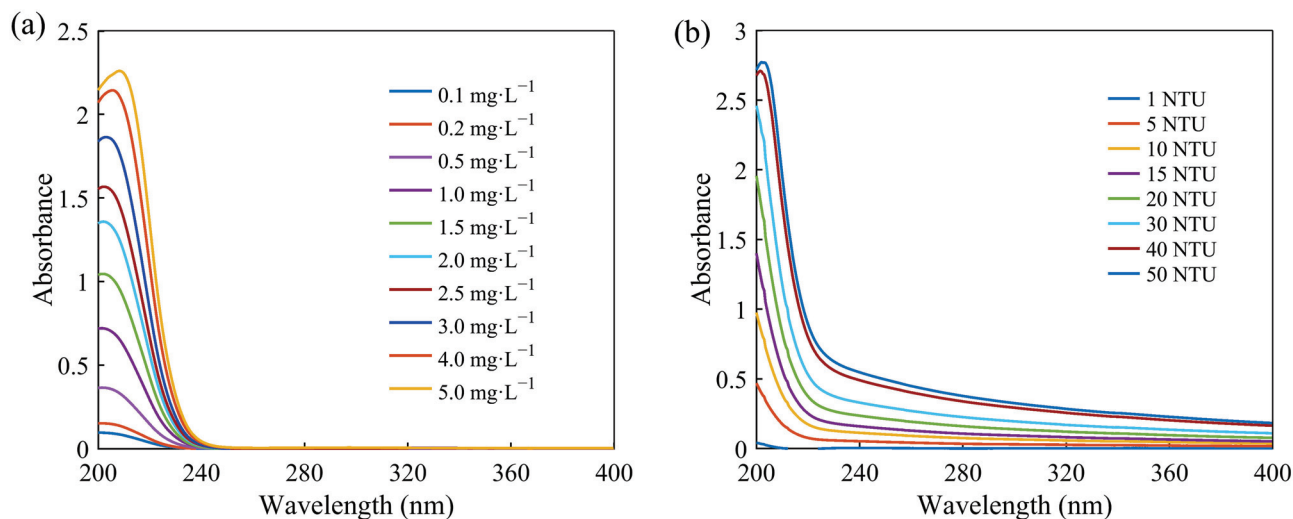 (a)
2.5
2
1.5
1
0.5
0
200
240
280
320
360
400
Absorbance
Wavelength (nm)
0.1 mg·L⁻¹
0.2 mg·L⁻¹
0.5 mg·L⁻¹
1.0 mg·L⁻¹
1.5 mg·L⁻¹
2.0 mg·L⁻¹
2.5 mg·L⁻¹
3.0 mg·L⁻¹
4.0 mg·L⁻¹
5.0 mg·L⁻¹
(b)
3
2.5
2
1.5
1
0.5
0
200
240
280
320
360
400
Absorbance
Wavelength (nm)
1 NTU
5 NTU
10 NTU
15 NTU
20 NTU
30 NTU
40 NTU
50 NTU